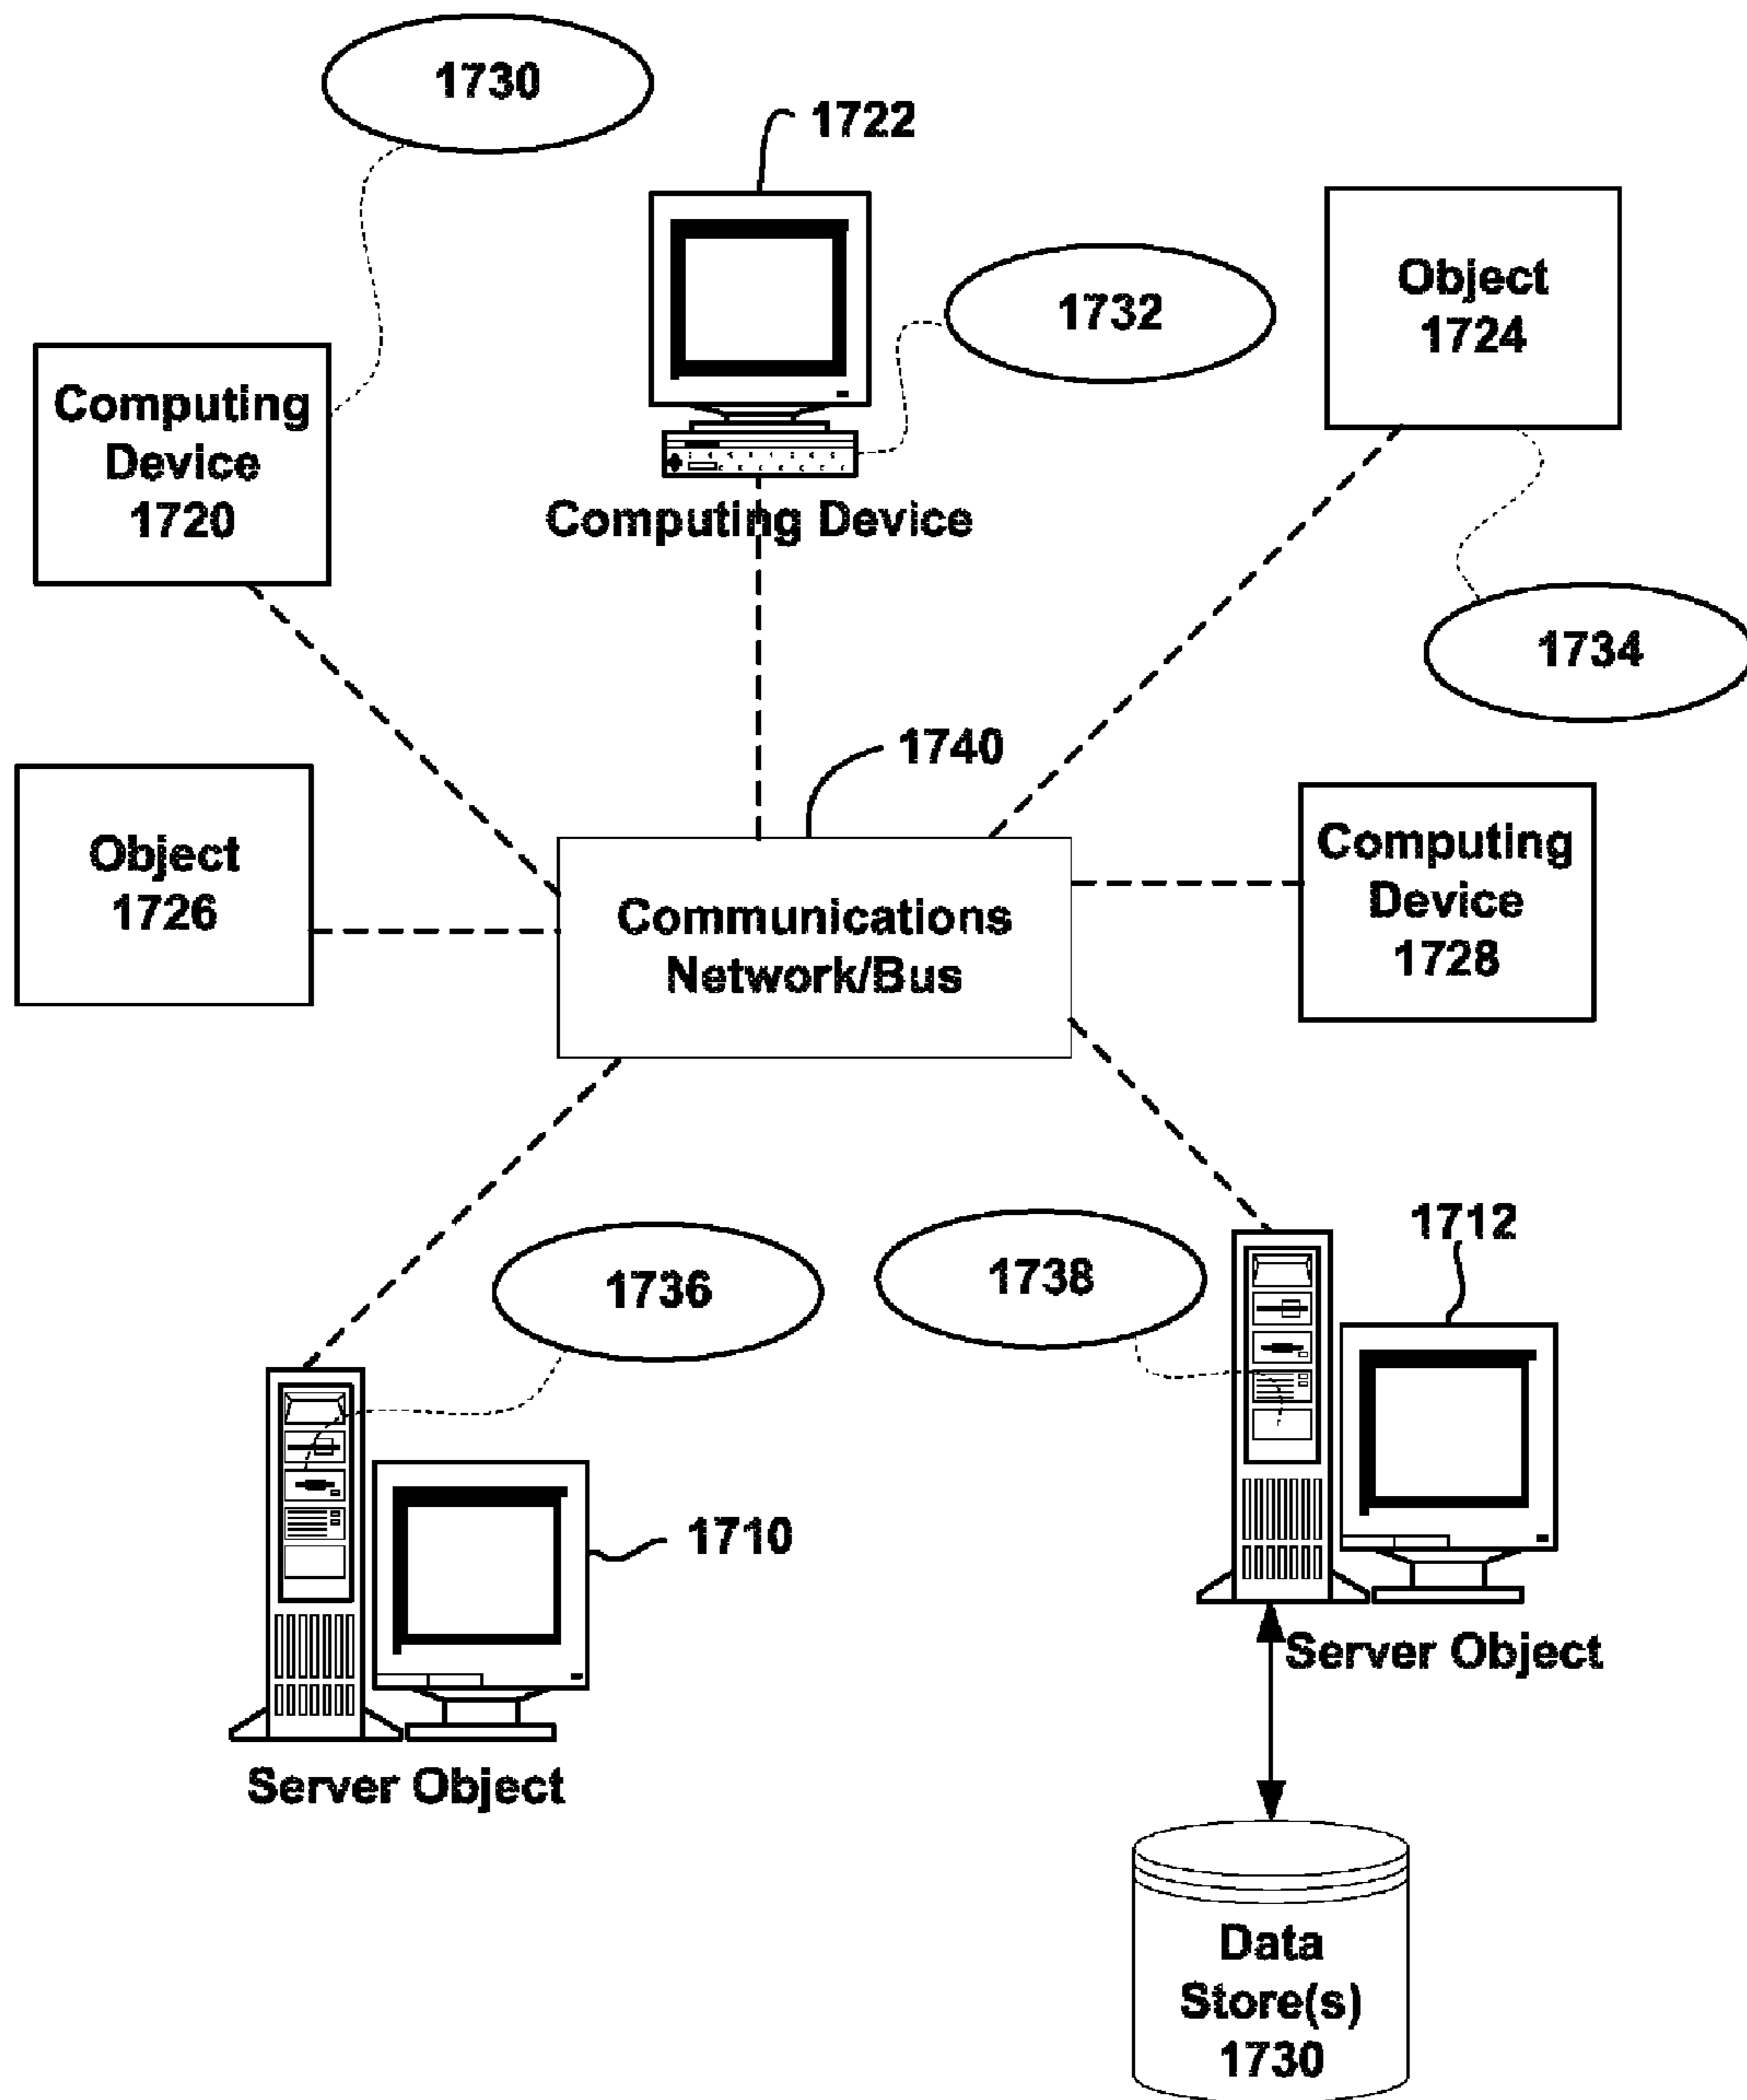 1730
1722
1732
Object
1724
Computing
Device
1720
Computing Device
1734
1740
Object
1726
Communications
Network/Bus
Computing
Device
1728
1736
1738
1712
1710
Server Object
Server Object
Data
Store(s)
1730